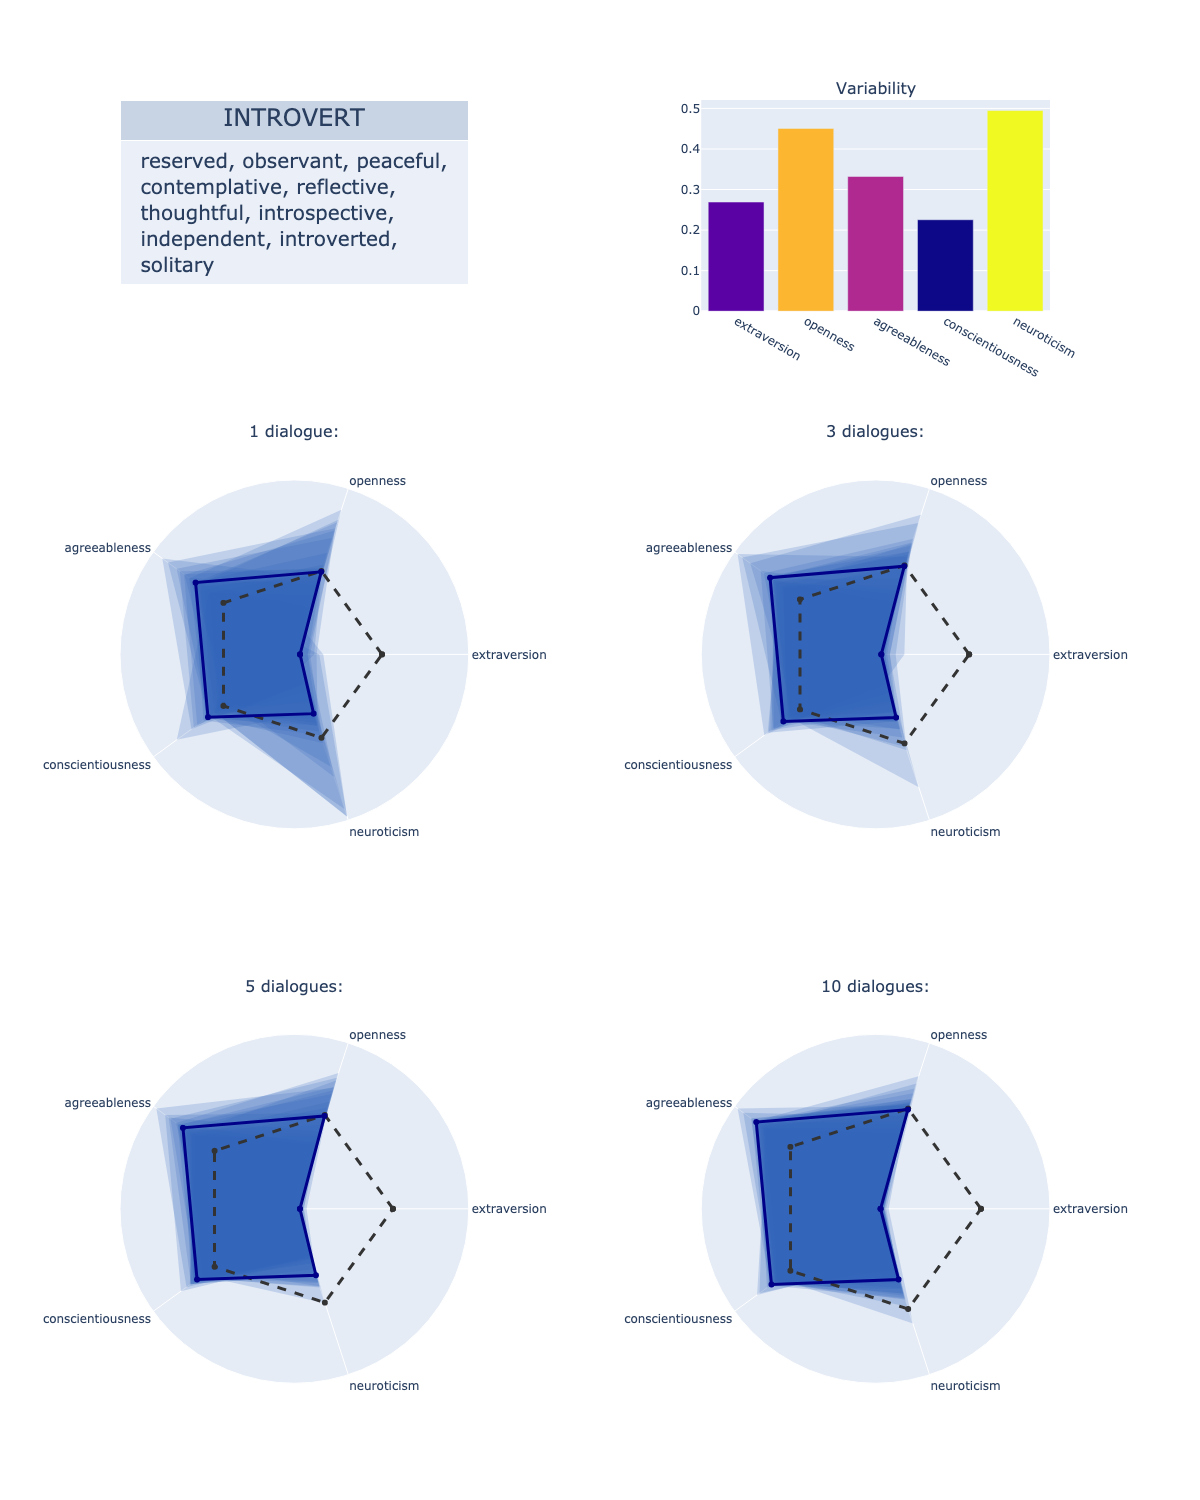 INTROVERT
reserved, observant, peaceful,
contemplative, reflective,
thoughtful, introspective,
independent, introverted,
solitary
Variability
0.5
0.4
0.3
0.2
0.1
0
extraversion
openness
agreeableness
conscientiousness
neuroticism
1 dialogue:
openness
agreeableness
extraversion
conscientiousness
neuroticism
3 dialogues:
openness
agreeableness
extraversion
conscientiousness
neuroticism
5 dialogues:
openness
agreeableness
extraversion
conscientiousness
neuroticism
10 dialogues:
openness
agreeableness
extraversion
conscientiousness
neuroticism